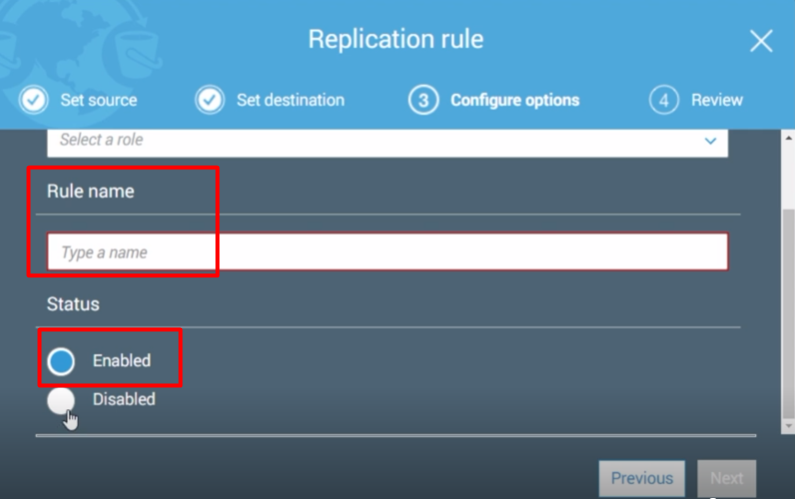 Replication rule
Set source
Set destination
3 Configure options
4 Review
Select a role
Rule name
Type a name
Status
Enabled
Disabled
Previous
Next